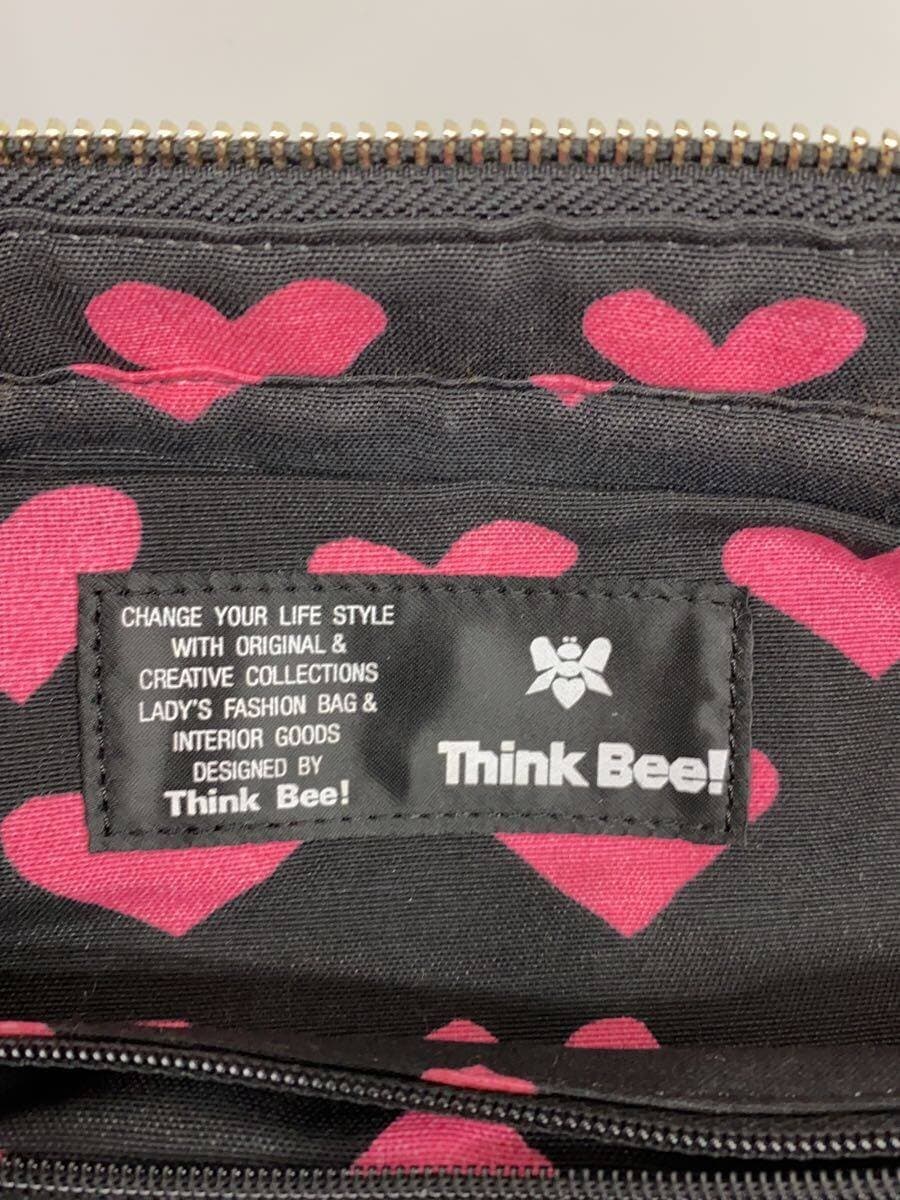 CHANGE YOUR LIFE STYLE
WITH ORIGINAL &
CREATIVE COLLECTIONS
LADY'S FASHION BAG &
INTERIOR GOODS
DESIGNED BY
Think Bee!
Think Bee!